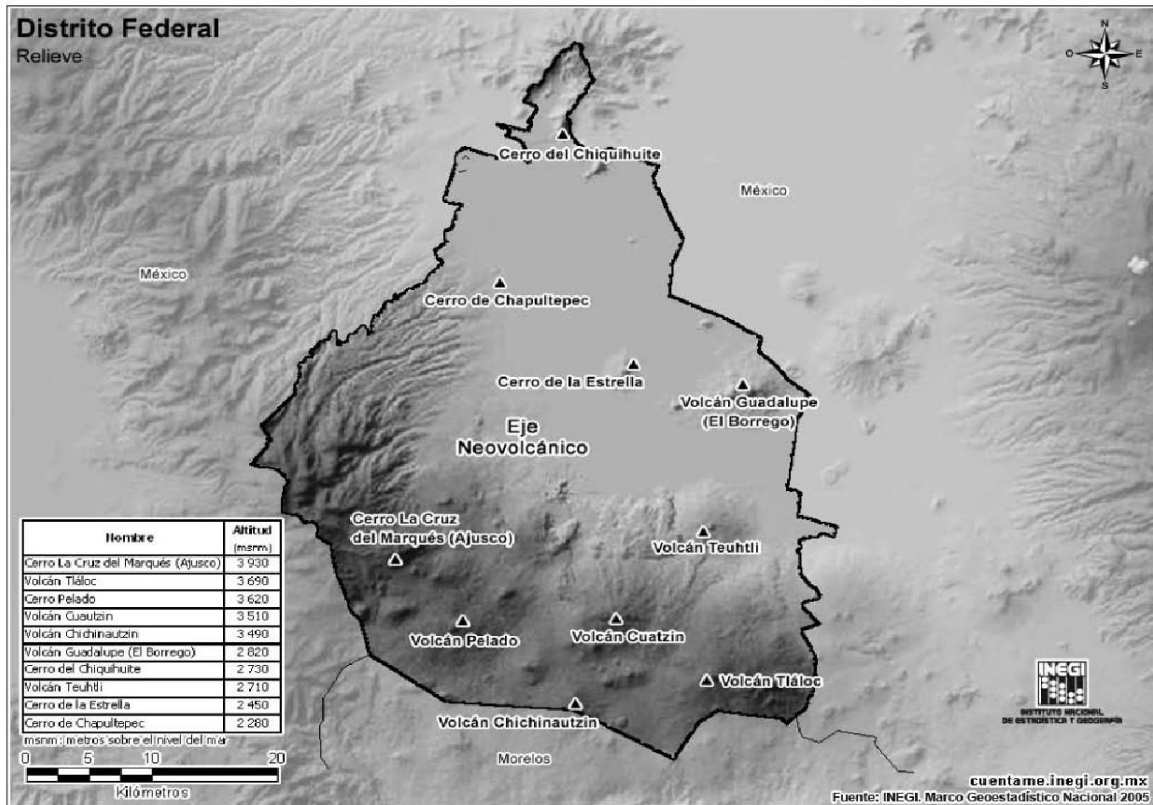 Distrito Federal
Relieve
N
O
E
S
Cerro del Chiquihuite
México
México
Cerro de Chapultepec
Cerro de la Estrella
Volcán Guadalupe
(El Borrego)
Eje
Neovolcánico
Cerro La Cruz
del Marqués (Ajusco)
Volcán Teuhtli
Volcán Pelado
Volcán Cuatzin
Volcán Tláloc
Volcán Chichinautzin
Morelos
Nombre Altitud
(msnm)
Cerro La Cruz del Marqués (Ajusco) 3 930
Volcán Tláloc 3 690
Cerro Pelado 3 620
Volcán Cuautzin 3 510
Volcán Chichinautzin 3 490
Volcán Guadalupe (El Borrego) 2 820
Cerro del Chiquihuite 2 730
Volcán Teuhtli 2 710
Cerro de la Estrella 2 450
Cerro de Chapultepec 2 280
msnm: metros sobre el nivel del mar
0 5 10 20
Kilómetros
INEGI
INSTITUTO NACIONAL
DE ESTADÍSTICA Y GEOGRAFÍA
cuentame.inegi.org.mx
Fuente: INEGI. Marco Geoestadístico Nacional 2005